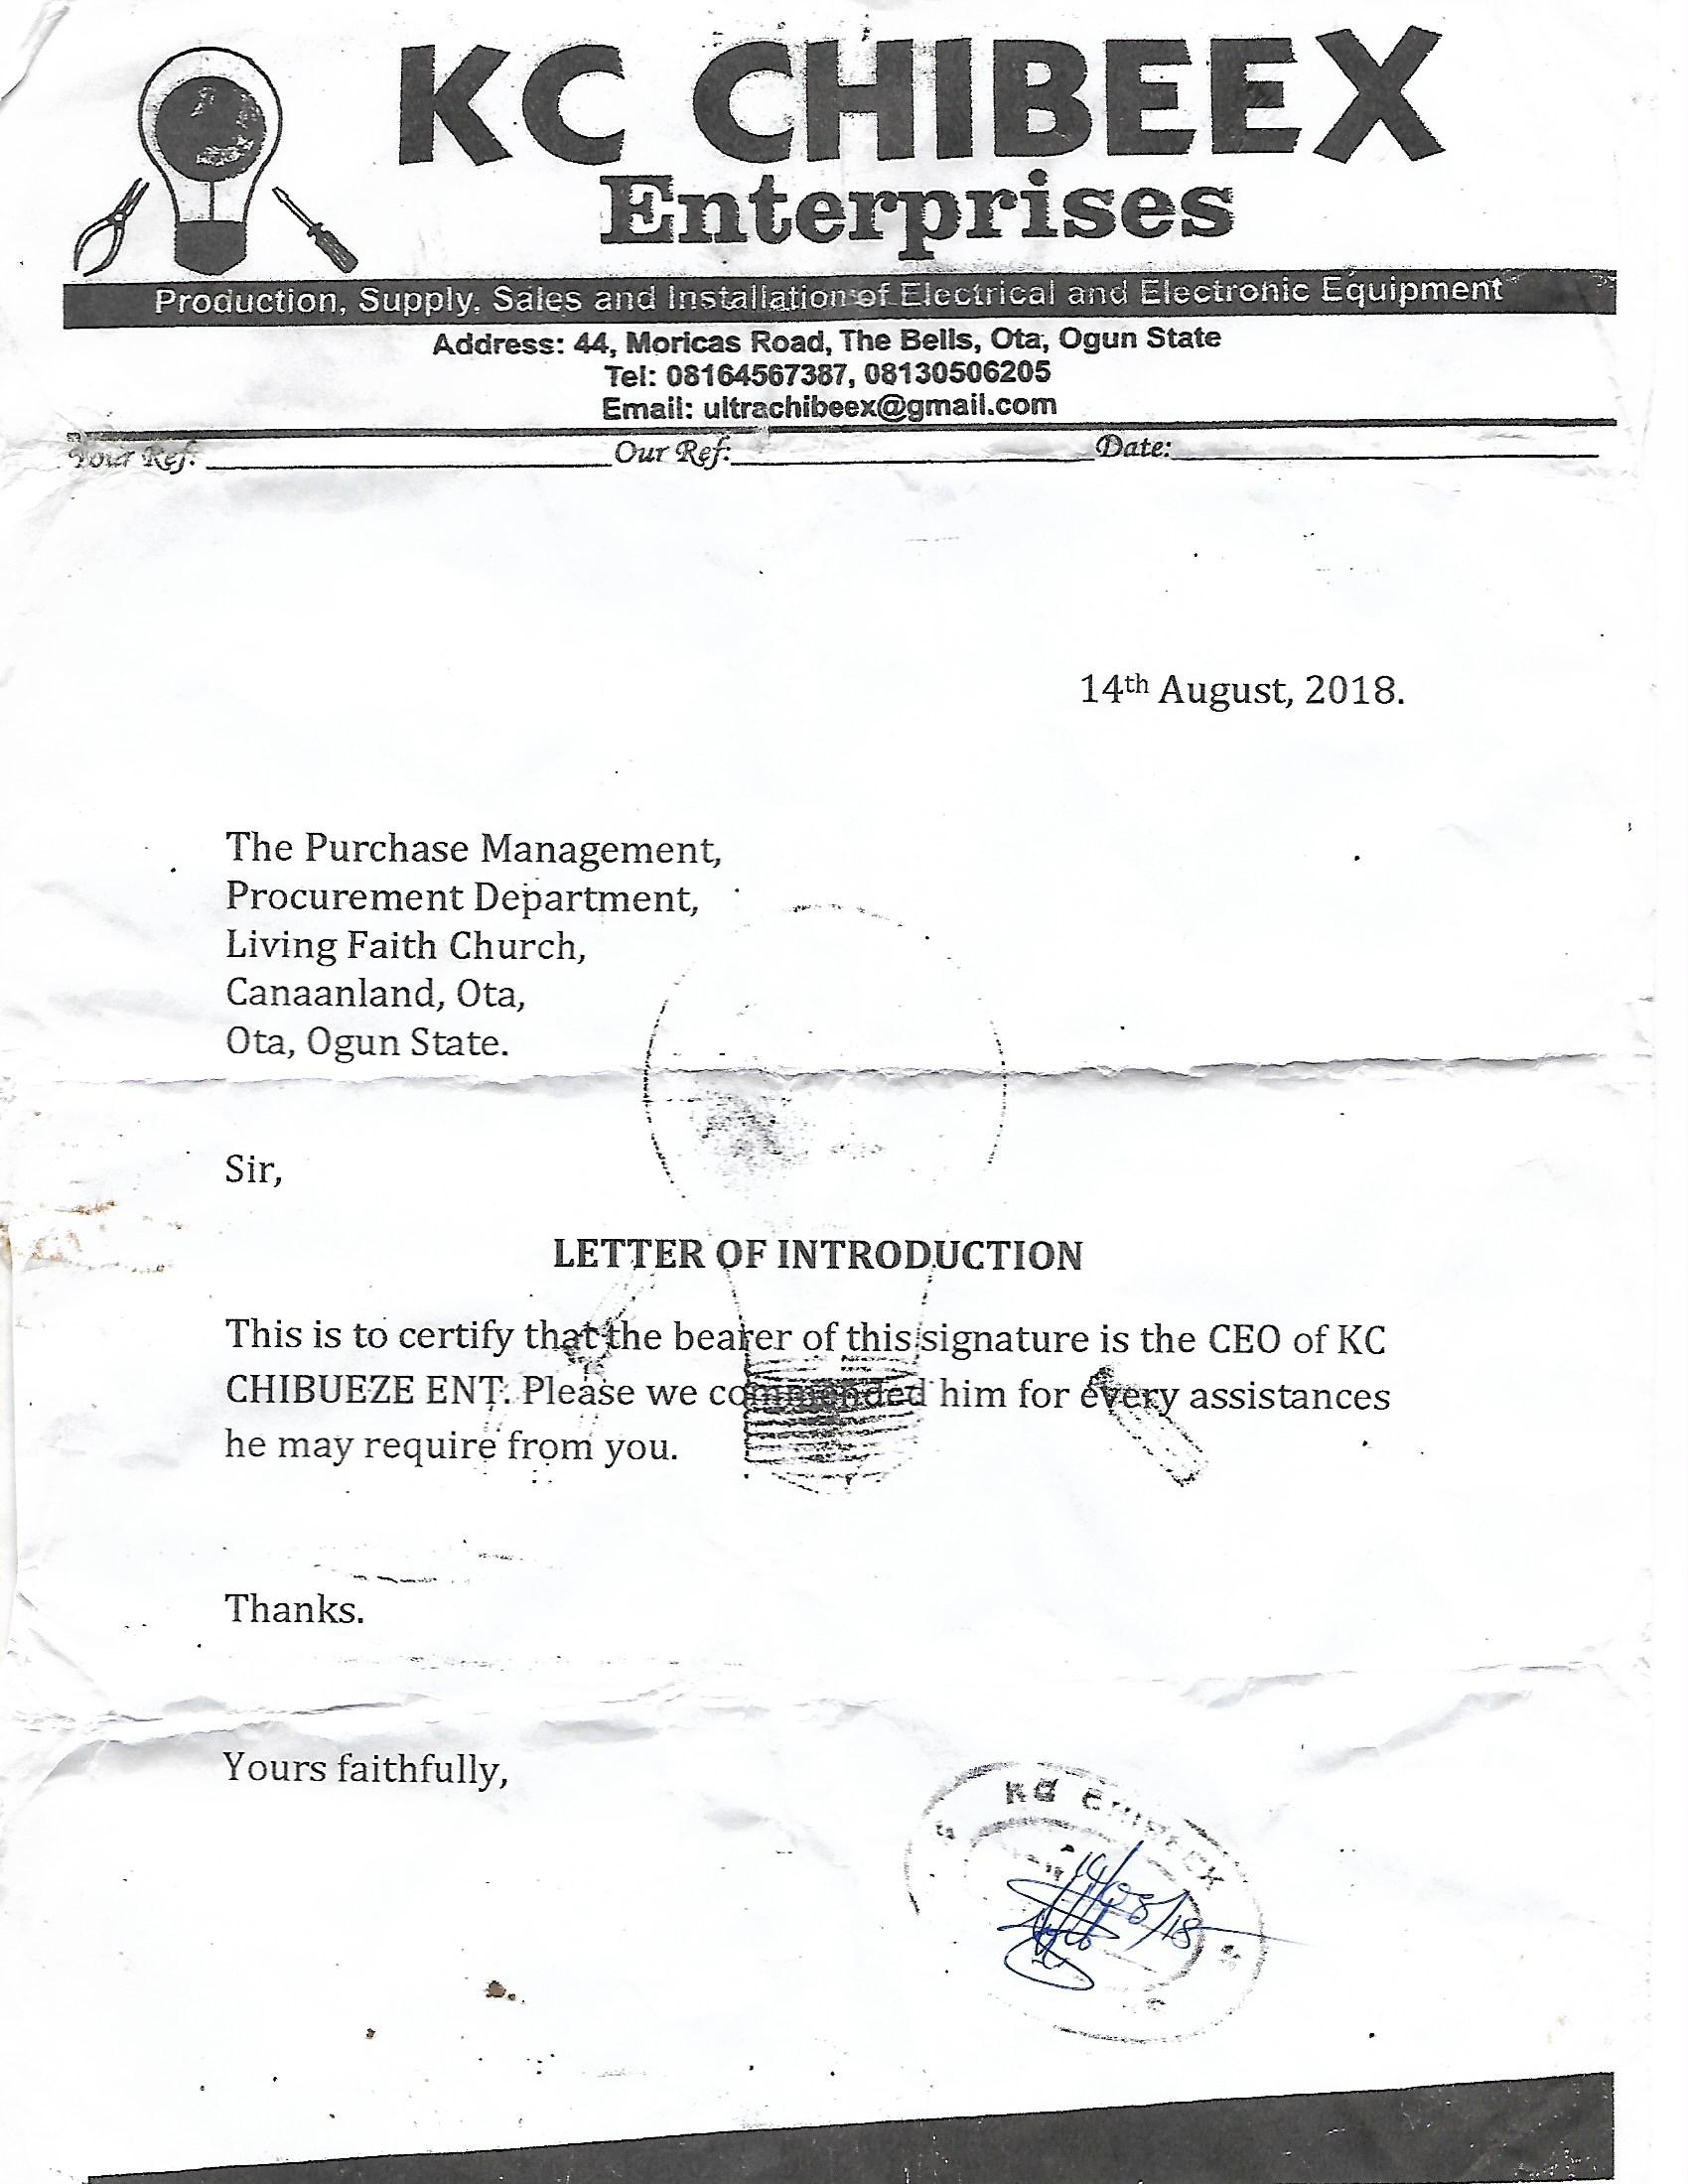 KC CHIBEEX
Enterprises
Production, Supply, Sales and Installation of Electrical and Electronic Equipment
Address: 44, Moricas Road, The Bells, Ota, Ogun State
Tel: 08164567387, 08130506205
Email: ultrachibeex@gmail.com
Your Ref: Our Ref: Date:
14th August, 2018.
The Purchase Management,
Procurement Department,
Living Faith Church,
Canaanland, Ota,
Ota, Ogun State.
Sir,
LETTER OF INTRODUCTION
This is to certify that the bearer of this signature is the CEO of KC
CHIBUEZE ENT. Please we commended him for every assistances
he may require from you.
Thanks.
Yours faithfully,
KC CHIBEEX
14/08/18